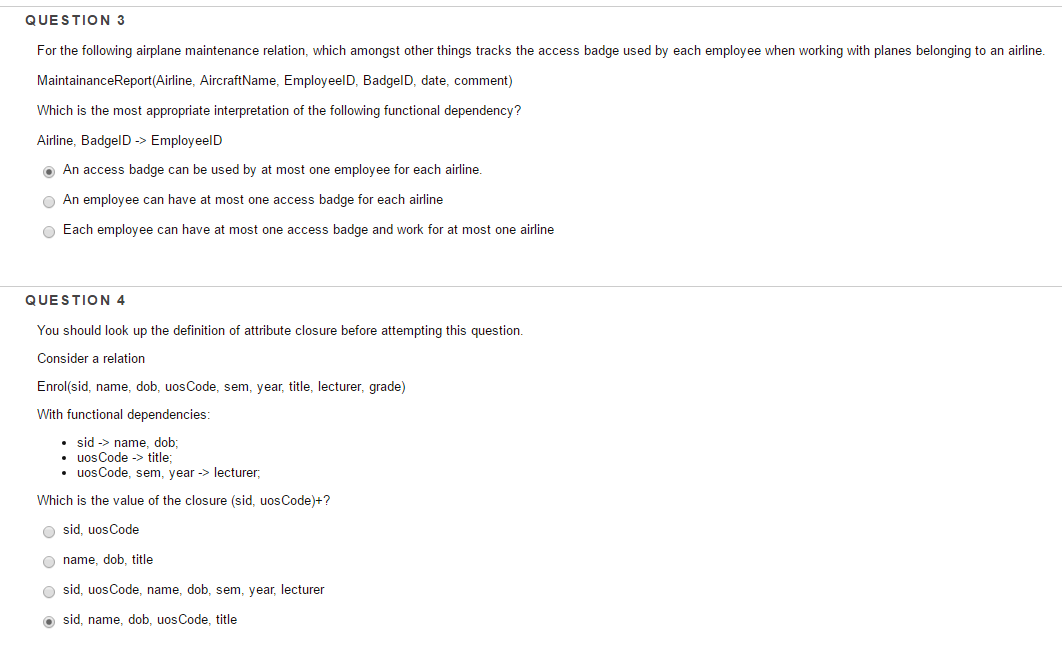 QUESTION 3
For the following airplane maintenance relation, which amongst other things tracks the access badge used by each employee when working with planes belonging to an airline.
MaintainanceReport(Airline, AircraftName, EmployeeID, BadgeID, date, comment)
Which is the most appropriate interpretation of the following functional dependency?
Airline, BadgeID -> EmployeeID
An access badge can be used by at most one employee for each airline.
An employee can have at most one access badge for each airline
Each employee can have at most one access badge and work for at most one airline
QUESTION 4
You should look up the definition of attribute closure before attempting this question.
Consider a relation
Enrol(sid, name, dob, uosCode, sem, year, title, lecturer, grade)
With functional dependencies:
• sid -> name, dob;
• uosCode -> title;
• uosCode, sem, year -> lecturer;
Which is the value of the closure (sid, uosCode)+?
sid, uosCode
name, dob, title
sid, uosCode, name, dob, sem, year, lecturer
sid, name, dob, uosCode, title